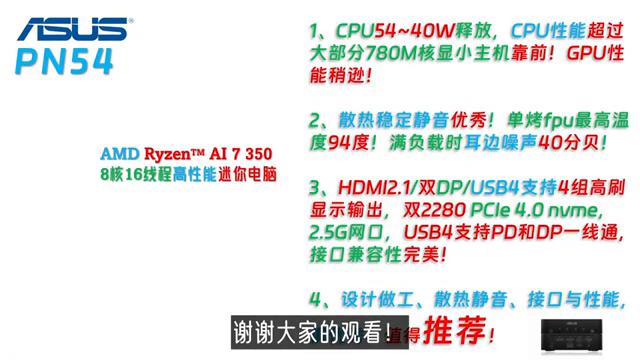 ASUS
PN54
AMD Ryzen™ AI 7 350
8核16线程高性能迷你电脑
1、CPU54~40W释放，CPU性能超过
大部分780M核显小主机靠前！GPU性
能稍逊！
2、散热稳定静音优秀！单烤fpu最高温
度94度！满负载时耳边噪声40分贝！
3、HDMI2.1/双DP/USB4支持4组高刷
显示输出，双2280 PCIe 4.0 nvme，
2.5G网口，USB4支持PD和DP一线通，
接口兼容性完美！
4、设计做工、散热静音、接口与性能，
值得推荐！
谢谢大家的观看！